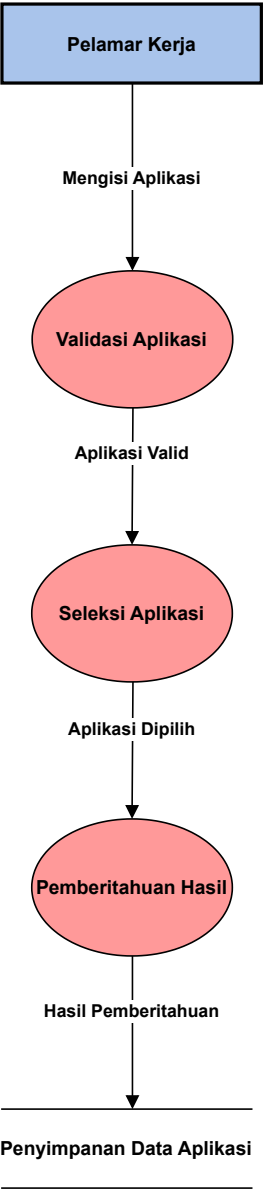 Pelamar Kerja
Mengisi Aplikasi
Validasi Aplikasi
Aplikasi Valid
Seleksi Aplikasi
Aplikasi Dipilih
Pemberitahuan Hasil
Hasil Pemberitahuan
Penyimpanan Data Aplikasi